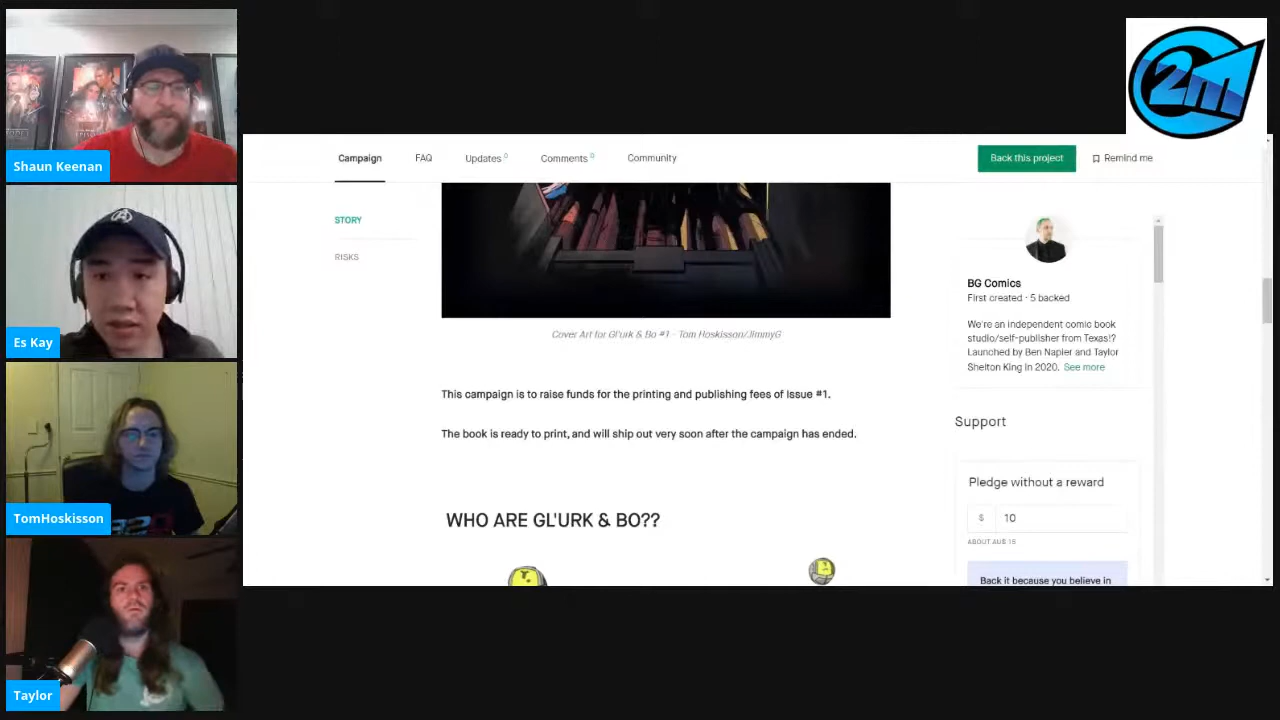 Shaun Keenan
Es Kay
TomHoskisson
Taylor
2m
Campaign
FAQ
Updates 0
Comments 0
Community
Back this project
Remind me
STORY
RISKS
Cover Art for Gl'urk & Bo #1 - Tom Hoskisson/JimmyG
This campaign is to raise funds for the printing and publishing fees of Issue #1.
The book is ready to print, and will ship out very soon after the campaign has ended.
WHO ARE GL'URK & BO??
BG Comics
First created · 5 backed
We're an independent comic book
studio/self-publisher from Texas!?
Launched by Ben Napier and Taylor
Shelton King in 2020. See more
Support
Pledge without a reward
$ 10
ABOUT AU$ 15
Back it because you believe in